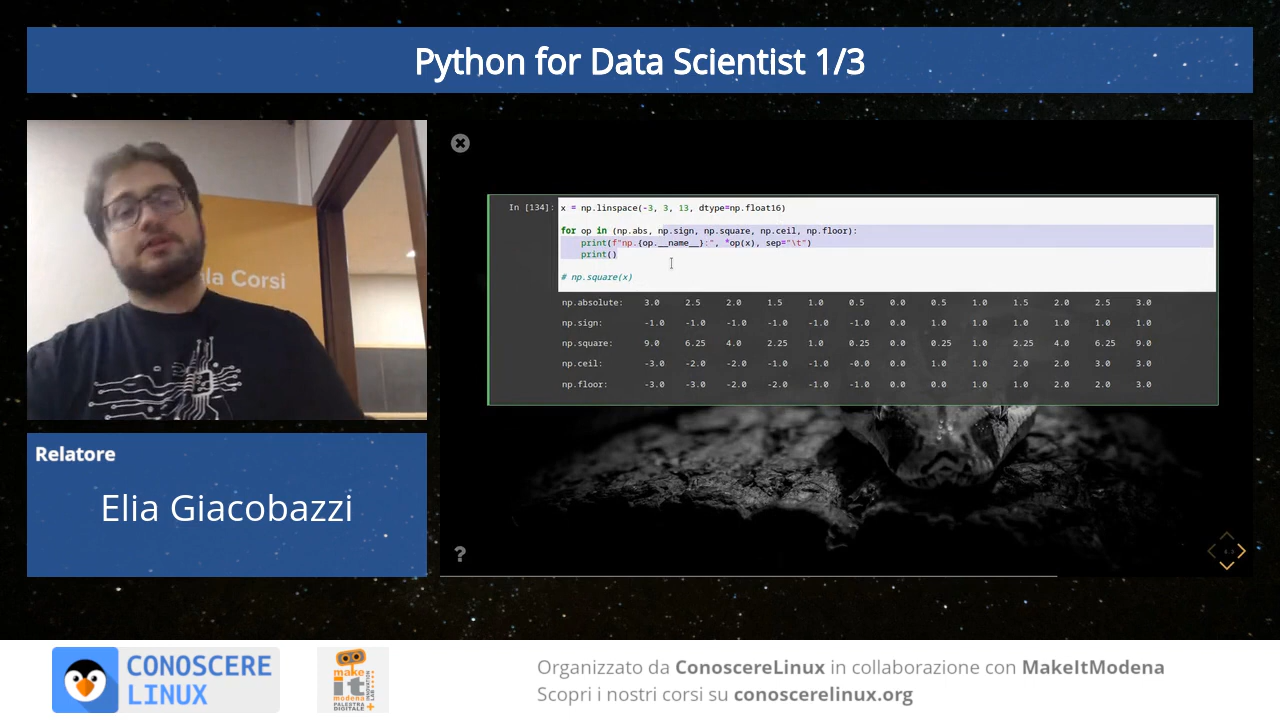 Python for Data Scientist 1/3
la Corsi
Relatore
Elia Giacobazzi
In [134]:
x = np.linspace(-3, 3, 13, dtype=np.float16)
for op in (np.abs, np.sign, np.square, np.ceil, np.floor):
    print(f"np.{op.__name__}:", *op(x), sep="\t")
    print()
# np.square(x)
np.absolute: 3.0 2.5 2.0 1.5 1.0 0.5 0.0 0.5 1.0 1.5 2.0 2.5 3.0
np.sign: -1.0 -1.0 -1.0 -1.0 -1.0 -1.0 0.0 1.0 1.0 1.0 1.0 1.0 1.0
np.square: 9.0 6.25 4.0 2.25 1.0 0.25 0.0 0.25 1.0 2.25 4.0 6.25 9.0
np.ceil: -3.0 -2.0 -2.0 -1.0 -1.0 -0.0 0.0 1.0 1.0 2.0 2.0 3.0 3.0
np.floor: -3.0 -3.0 -2.0 -2.0 -1.0 -1.0 0.0 0.0 1.0 1.0 2.0 2.0 3.0
?
CONOSCERE
LINUX
make
it
modena
PALESTRA
DIGITALE
INNOVATION
LAB
Organizzato da ConoscereLinux in collaborazione con MakeItModena
Scopri i nostri corsi su conoscerelinux.org